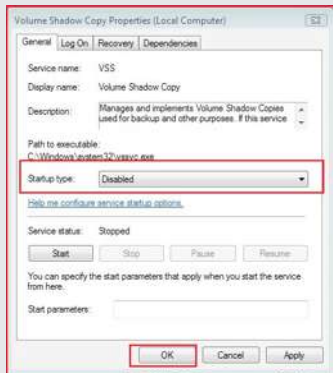 Volume Shadow Copy Properties (Local Computer)
General Log On Recovery Dependencies
Service name: VSS
Display name: Volume Shadow Copy
Description: Manages and implements Volume Shadow Copies
used for backup and other purposes. If this service
Path to executable:
C:\Windows\system32\vssvc.exe
Startup type: Disabled
Help me configure service startup options.
Service status: Stopped
Start Stop Pause Resume
You can specify the start parameters that apply when you start the service
from here.
Start parameters:
OK Cancel Apply